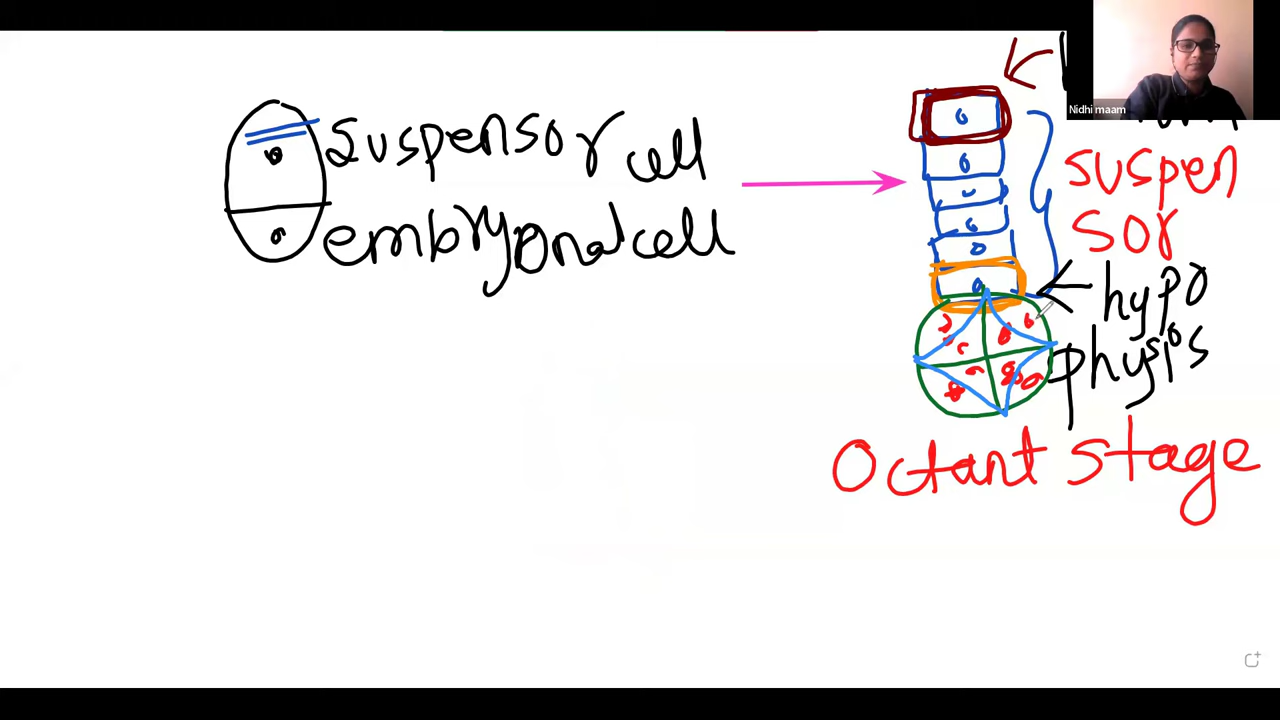 suspensor cell
embryonal cell
suspen
sor
hypo
physis
Octant stage
Nidhi maam